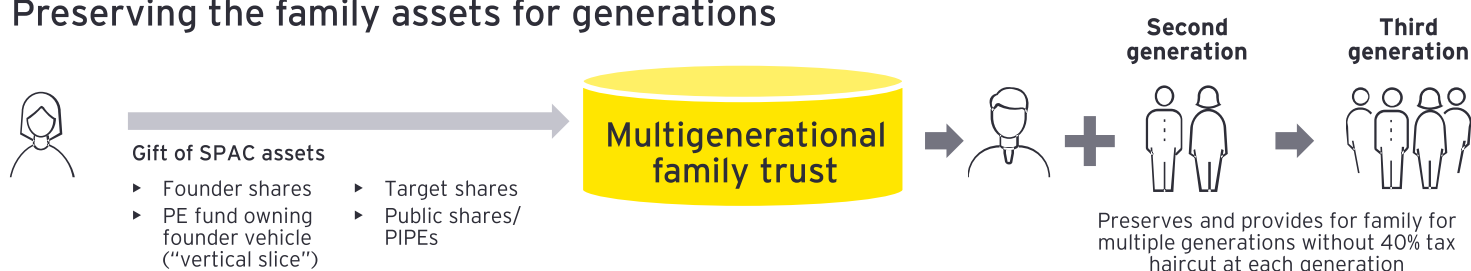 Preserving the family assets for generations
Gift of SPAC assets
▸ Founder shares
▸ PE fund owning
founder vehicle
(“vertical slice”)
▸ Target shares
▸ Public shares/
PIPEs
Multigenerational
family trust
Second
generation
Third
generation
Preserves and provides for family for
multiple generations without 40% tax
haircut at each generation